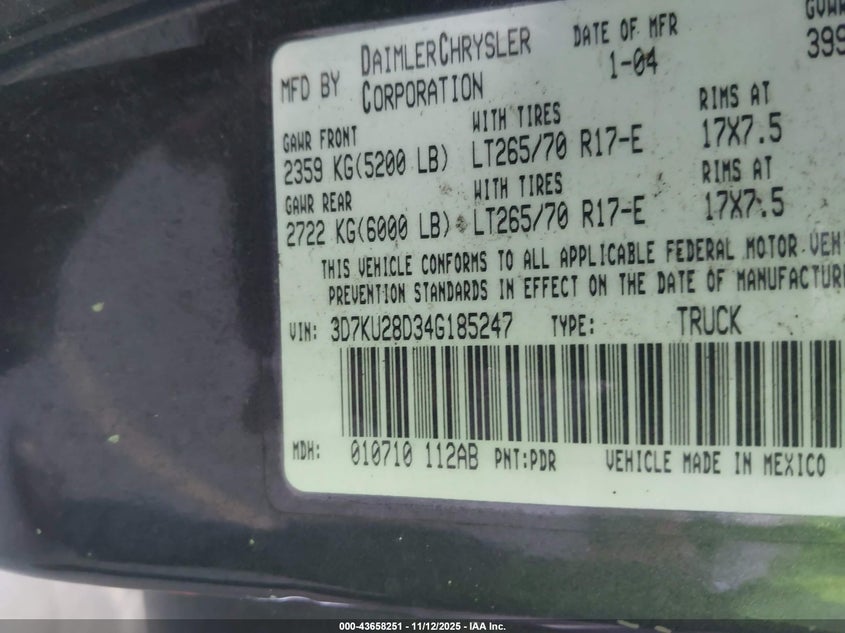 MFD BY DAIMLERCHRYSLER CORPORATION
DATE OF MFR 1-04
GAWR FRONT WITH TIRES RIMS AT
2359 KG(5200 LB) LT265/70 R17-E 17X7.5
GAWR REAR WITH TIRES RIMS AT
2722 KG(6000 LB) LT265/70 R17-E 17X7.5
THIS VEHICLE CONFORMS TO ALL APPLICABLE FEDERAL MOTOR
PREVENTION STANDARDS IN EFFECT ON THE DATE OF
VIN: 3D7KU28D34G185247 TYPE: TRUCK
MDH: 010710 112AB PNT:PDR VEHICLE MADE IN MEXICO
000-43658251 - 11/12/2025 - IAA Inc.